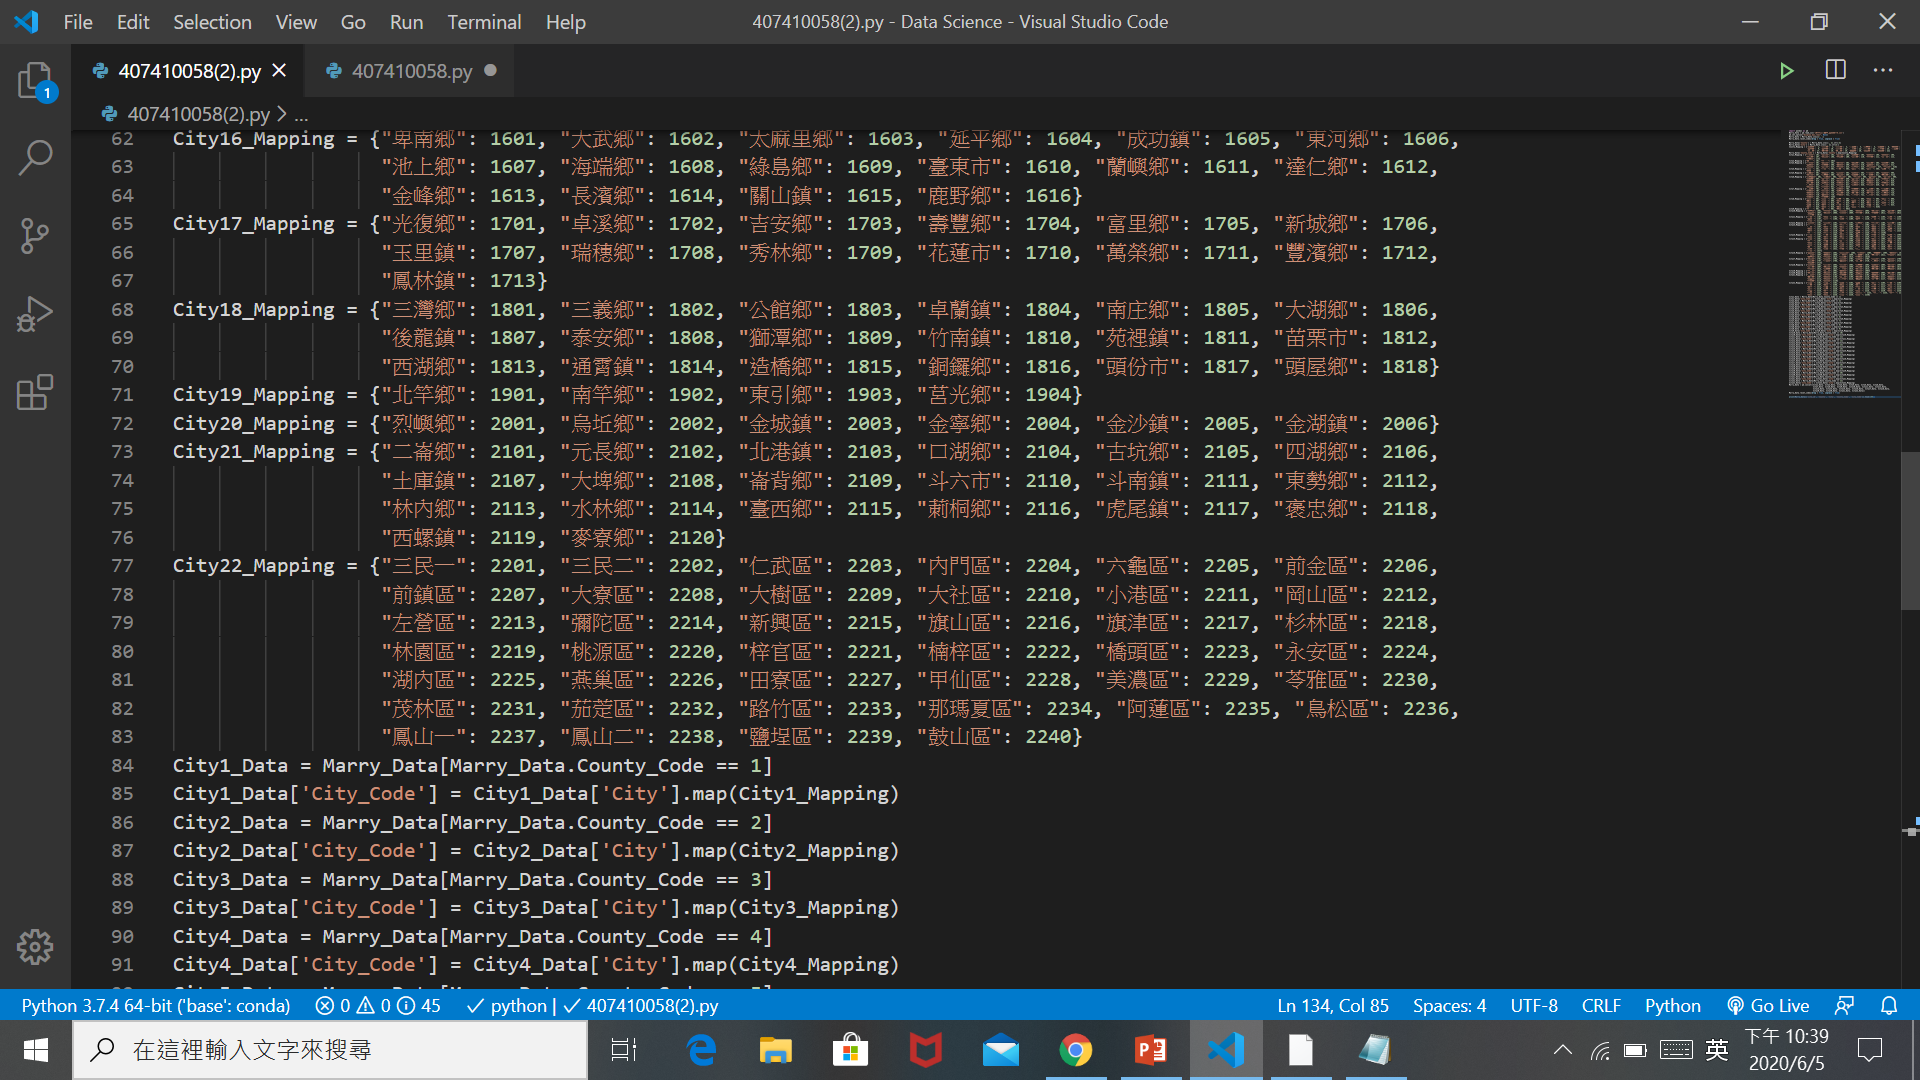 File Edit Selection View Go Run Terminal Help 407410058(2).py - Data Science - Visual Studio Code
407410058(2).py 407410058.py
1
407410058(2).py > ...
62 City16_Mapping = {"卑南鄉": 1601, "大武鄉": 1602, "太麻里鄉": 1603, "延平鄉": 1604, "成功鎮": 1605, "東河鄉": 1606,
63 "池上鄉": 1607, "海端鄉": 1608, "綠島鄉": 1609, "臺東市": 1610, "蘭嶼鄉": 1611, "達仁鄉": 1612,
64 "金峰鄉": 1613, "長濱鄉": 1614, "關山鎮": 1615, "鹿野鄉": 1616}
65 City17_Mapping = {"光復鄉": 1701, "卓溪鄉": 1702, "吉安鄉": 1703, "壽豐鄉": 1704, "富里鄉": 1705, "新城鄉": 1706,
66 "玉里鎮": 1707, "瑞穗鄉": 1708, "秀林鄉": 1709, "花蓮市": 1710, "萬榮鄉": 1711, "豐濱鄉": 1712,
67 "鳳林鎮": 1713}
68 City18_Mapping = {"三灣鄉": 1801, "三義鄉": 1802, "公館鄉": 1803, "卓蘭鎮": 1804, "南庄鄉": 1805, "大湖鄉": 1806,
69 "後龍鎮": 1807, "泰安鄉": 1808, "獅潭鄉": 1809, "竹南鎮": 1810, "苑裡鎮": 1811, "苗栗市": 1812,
70 "西湖鄉": 1813, "通霄鎮": 1814, "造橋鄉": 1815, "銅鑼鄉": 1816, "頭份市": 1817, "頭屋鄉": 1818}
71 City19_Mapping = {"北竿鄉": 1901, "南竿鄉": 1902, "東引鄉": 1903, "莒光鄉": 1904}
72 City20_Mapping = {"烈嶼鄉": 2001, "烏坵鄉": 2002, "金城鎮": 2003, "金寧鄉": 2004, "金沙鎮": 2005, "金湖鎮": 2006}
73 City21_Mapping = {"二崙鄉": 2101, "元長鄉": 2102, "北港鎮": 2103, "口湖鄉": 2104, "古坑鄉": 2105, "四湖鄉": 2106,
74 "土庫鎮": 2107, "大埤鄉": 2108, "崙背鄉": 2109, "斗六市": 2110, "斗南鎮": 2111, "東勢鄉": 2112,
75 "林內鄉": 2113, "水林鄉": 2114, "臺西鄉": 2115, "莿桐鄉": 2116, "虎尾鎮": 2117, "褒忠鄉": 2118,
76 "西螺鎮": 2119, "麥寮鄉": 2120}
77 City22_Mapping = {"三民一": 2201, "三民二": 2202, "仁武區": 2203, "內門區": 2204, "六龜區": 2205, "前金區": 2206,
78 "前鎮區": 2207, "大寮區": 2208, "大樹區": 2209, "大社區": 2210, "小港區": 2211, "岡山區": 2212,
79 "左營區": 2213, "彌陀區": 2214, "新興區": 2215, "旗山區": 2216, "旗津區": 2217, "杉林區": 2218,
80 "林園區": 2219, "桃源區": 2220, "梓官區": 2221, "楠梓區": 2222, "橋頭區": 2223, "永安區": 2224,
81 "湖內區": 2225, "燕巢區": 2226, "田寮區": 2227, "甲仙區": 2228, "美濃區": 2229, "苓雅區": 2230,
82 "茂林區": 2231, "茄萣區": 2232, "路竹區": 2233, "那瑪夏區": 2234, "阿蓮區": 2235, "鳥松區": 2236,
83 "鳳山一": 2237, "鳳山二": 2238, "鹽埕區": 2239, "鼓山區": 2240}
84 City1_Data = Marry_Data[Marry_Data.County_Code == 1]
85 City1_Data['City_Code'] = City1_Data['City'].map(City1_Mapping)
86 City2_Data = Marry_Data[Marry_Data.County_Code == 2]
87 City2_Data['City_Code'] = City2_Data['City'].map(City2_Mapping)
88 City3_Data = Marry_Data[Marry_Data.County_Code == 3]
89 City3_Data['City_Code'] = City3_Data['City'].map(City3_Mapping)
90 City4_Data = Marry_Data[Marry_Data.County_Code == 4]
91 City4_Data['City_Code'] = City4_Data['City'].map(City4_Mapping)
Python 3.7.4 64-bit ('base': conda) 0 0 45 python | 407410058(2).py Ln 134, Col 85 Spaces: 4 UTF-8 CRLF Python Go Live
在這裡輸入文字來搜尋 英 下午 10:39
2020/6/5